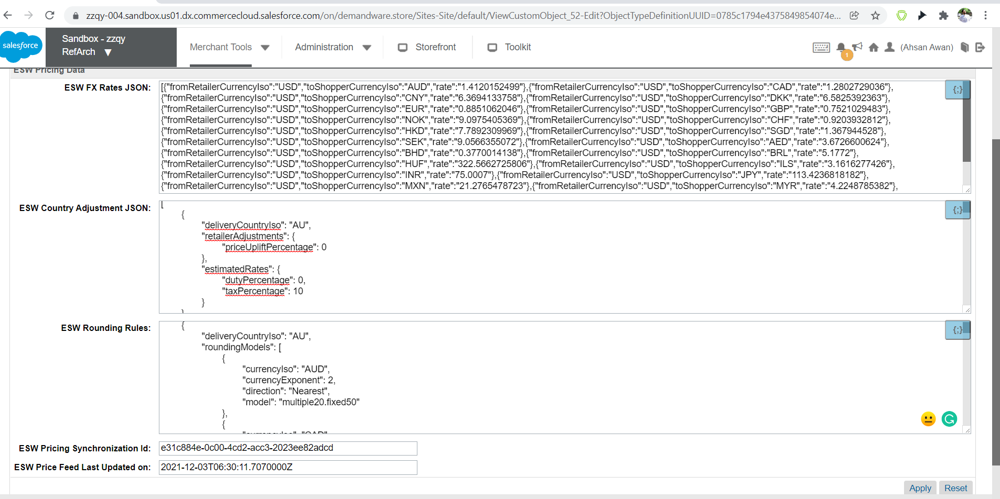 zzqy-004.sandbox.us01.dx.commercecloud.salesforce.com/on/demandware.store/Sites-Site/default/ViewCustomObject_52-Edit?ObjectTypeDefinitionUUID=0785c1794e4375849854074e...
salesforce
Sandbox - zzqy
RefArch
Merchant Tools
Administration
Storefront
Toolkit
1
(Ahsan Awan)
ESW Pricing Data
ESW FX Rates JSON:
[{"fromRetailerCurrencyIso":"USD","toShopperCurrencyIso":"AUD","rate":"1.4120152499"},{"fromRetailerCurrencyIso":"USD","toShopperCurrencyIso":"CAD","rate":"1.2802729036"},
{"fromRetailerCurrencyIso":"USD","toShopperCurrencyIso":"CNY","rate":"6.3694133758"},{"fromRetailerCurrencyIso":"USD","toShopperCurrencyIso":"DKK","rate":"6.5825392363"},
{"fromRetailerCurrencyIso":"USD","toShopperCurrencyIso":"EUR","rate":"0.8851062046"},{"fromRetailerCurrencyIso":"USD","toShopperCurrencyIso":"GBP","rate":"0.7521029483"},
{"fromRetailerCurrencyIso":"USD","toShopperCurrencyIso":"NOK","rate":"9.0975405369"},{"fromRetailerCurrencyIso":"USD","toShopperCurrencyIso":"CHF","rate":"0.9203932812"},
{"fromRetailerCurrencyIso":"USD","toShopperCurrencyIso":"HKD","rate":"7.7892309969"},{"fromRetailerCurrencyIso":"USD","toShopperCurrencyIso":"SGD","rate":"1.367944528"},
{"fromRetailerCurrencyIso":"USD","toShopperCurrencyIso":"SEK","rate":"9.0566355072"},{"fromRetailerCurrencyIso":"USD","toShopperCurrencyIso":"AED","rate":"3.6726600624"},
{"fromRetailerCurrencyIso":"USD","toShopperCurrencyIso":"BHD","rate":"0.3770014138"},{"fromRetailerCurrencyIso":"USD","toShopperCurrencyIso":"BRL","rate":"5.1772"},
{"fromRetailerCurrencyIso":"USD","toShopperCurrencyIso":"HUF","rate":"322.5662725806"},{"fromRetailerCurrencyIso":"USD","toShopperCurrencyIso":"ILS","rate":"3.1616277426"},
{"fromRetailerCurrencyIso":"USD","toShopperCurrencyIso":"INR","rate":"75.0007"},{"fromRetailerCurrencyIso":"USD","toShopperCurrencyIso":"JPY","rate":"113.4236818182"},
{"fromRetailerCurrencyIso":"USD","toShopperCurrencyIso":"MXN","rate":"21.2765478723"},{"fromRetailerCurrencyIso":"USD","toShopperCurrencyIso":"MYR","rate":"4.2248785382"},
{;}
ESW Country Adjustment JSON:
[
{
"deliveryCountryIso": "AU",
"retailerAdjustments": {
"priceUpliftPercentage": 0
},
"estimatedRates": {
"dutyPercentage": 0,
"taxPercentage": 10
}
}
{;}
ESW Rounding Rules:
{
"deliveryCountryIso": "AU",
"roundingModels": [
{
"currencyIso": "AUD",
"currencyExponent": 2,
"direction": "Nearest",
"model": "multiple20.fixed50"
},
{
"currencyIso": "CAD"
{;}
ESW Pricing Synchronization Id:
e31c884e-0c00-4cd2-acc3-2023ee82adcd
ESW Price Feed Last Updated on:
2021-12-03T06:30:11.7070000Z
Apply
Reset